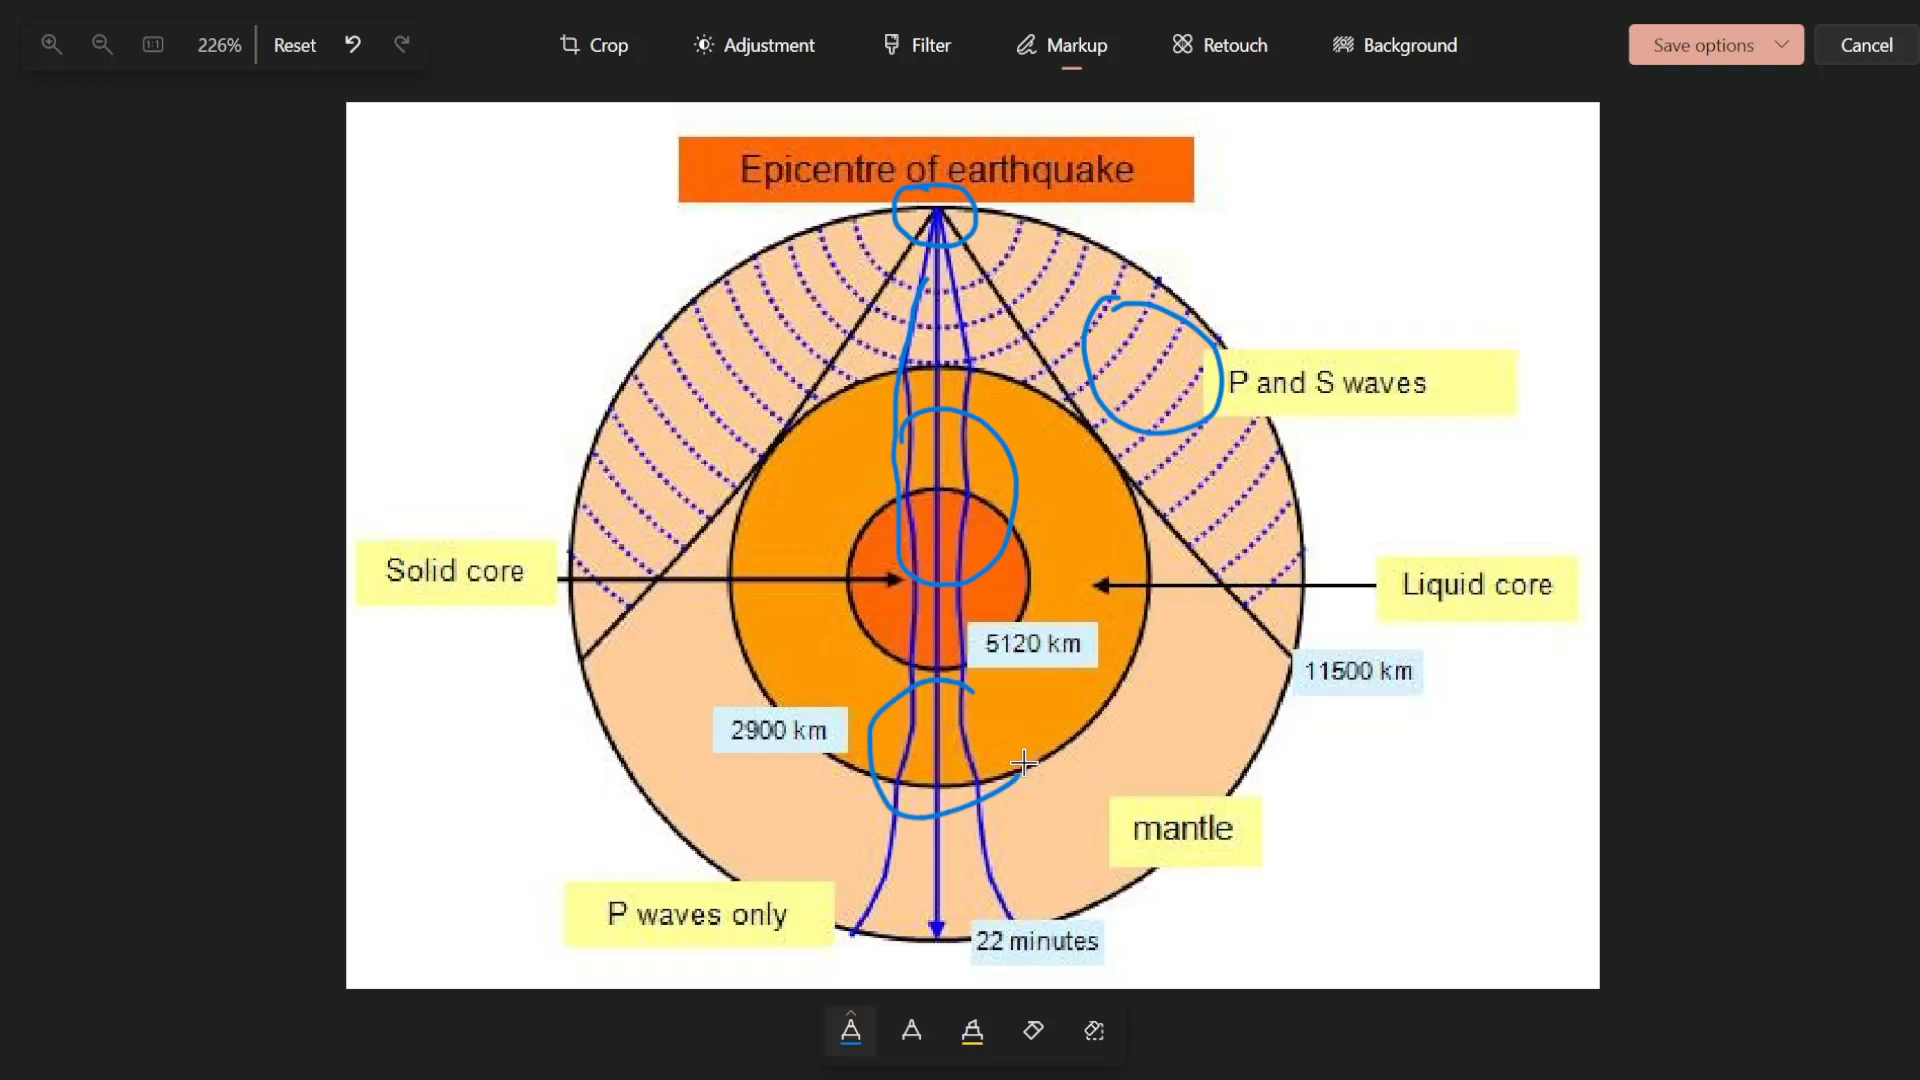 226% Reset Crop Adjustment Filter Markup Retouch Background Save options Cancel
Epicentre of earthquake
P and S waves
Solid core
Liquid core
5120 km
11500 km
2900 km
mantle
P waves only
22 minutes